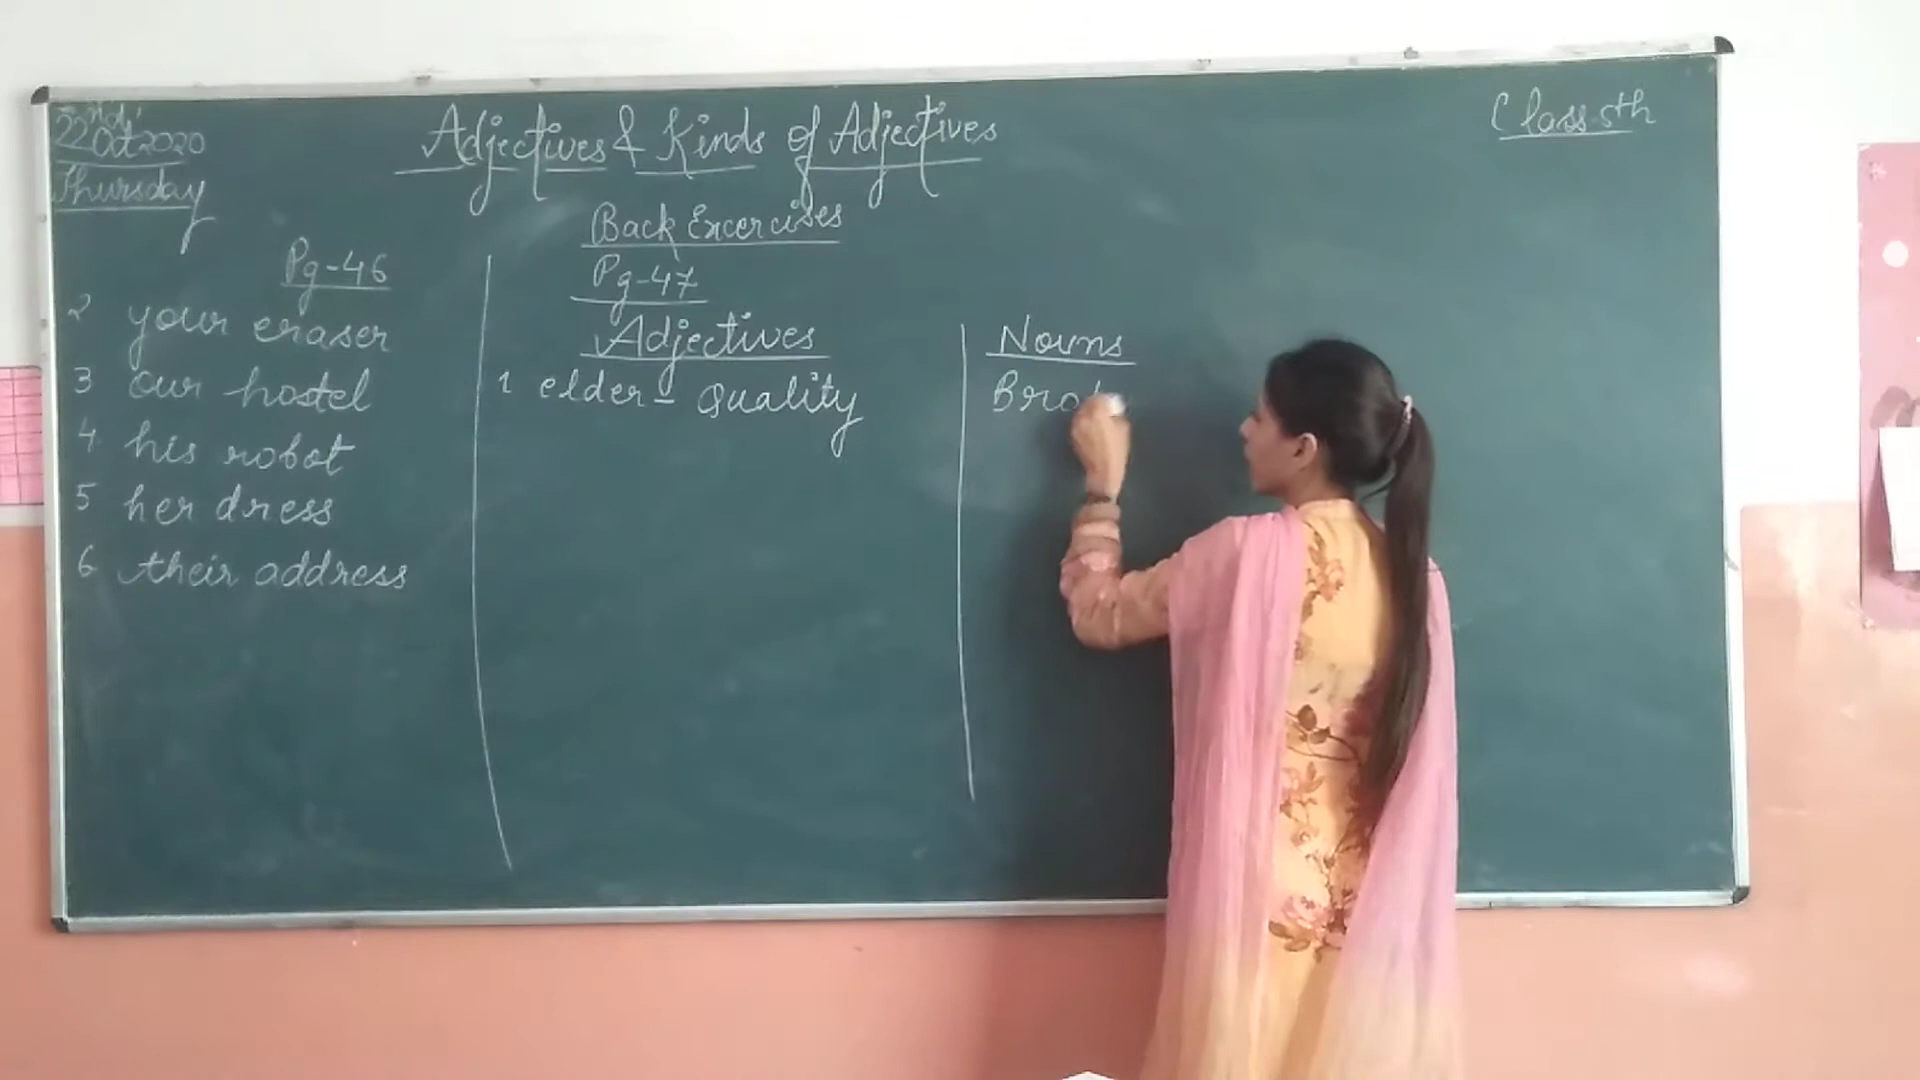 22nd, Oct 2020
Thursday
Adjectives & Kinds of Adjectives
Class 5th
Back Excercises
Pg-46
2 your eraser
3 our hostel
4 his robot
5 her dress
6 their address
Pg-47
Adjectives
1 elder - Quality
Nouns
Brot